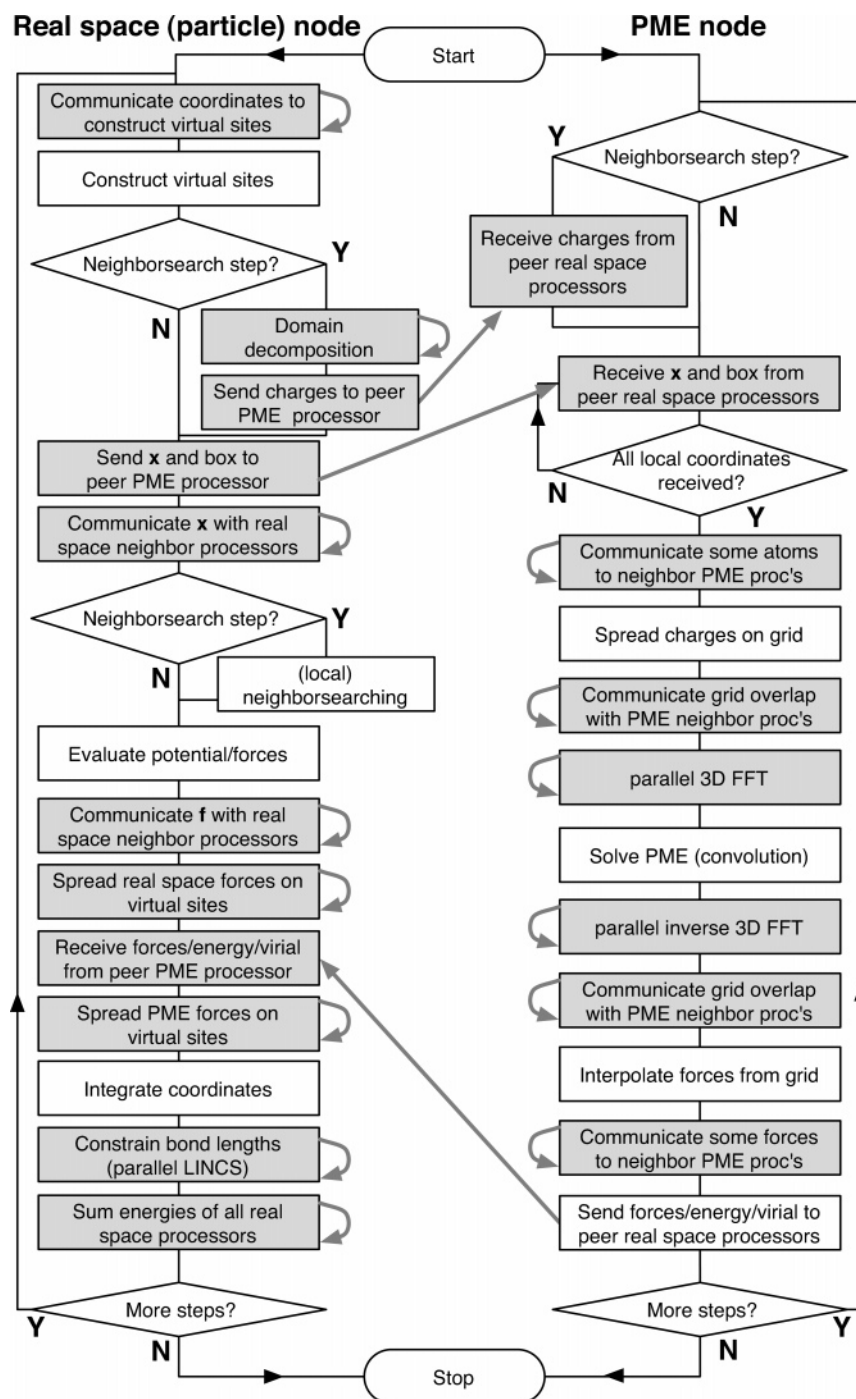 Real space (particle) node
Start
PME node
Communicate coordinates to
construct virtual sites
Construct virtual sites
Neighborsearch step?
Y
N
Domain
decomposition
Send charges to peer
PME processor
Send x and box to
peer PME processor
Communicate x with real
space neighbor processors
Neighborsearch step?
Y
N
(local)
neighborsearching
Evaluate potential/forces
Communicate f with real
space neighbor processors
Spread real space forces on
virtual sites
Receive forces/energy/virial
from peer PME processor
Spread PME forces on
virtual sites
Integrate coordinates
Constrain bond lengths
(parallel LINCS)
Sum energies of all real
space processors
More steps?
Y
N
Y
Neighborsearch step?
N
Receive charges from
peer real space
processors
Receive x and box from
peer real space processors
All local coordinates
received?
N
Y
Communicate some atoms
to neighbor PME proc's
Spread charges on grid
Communicate grid overlap
with PME neighbor proc's
parallel 3D FFT
Solve PME (convolution)
parallel inverse 3D FFT
Communicate grid overlap
with PME neighbor proc's
Interpolate forces from grid
Communicate some forces
to neighbor PME proc's
Send forces/energy/virial to
peer real space processors
More steps?
Y
N
Stop